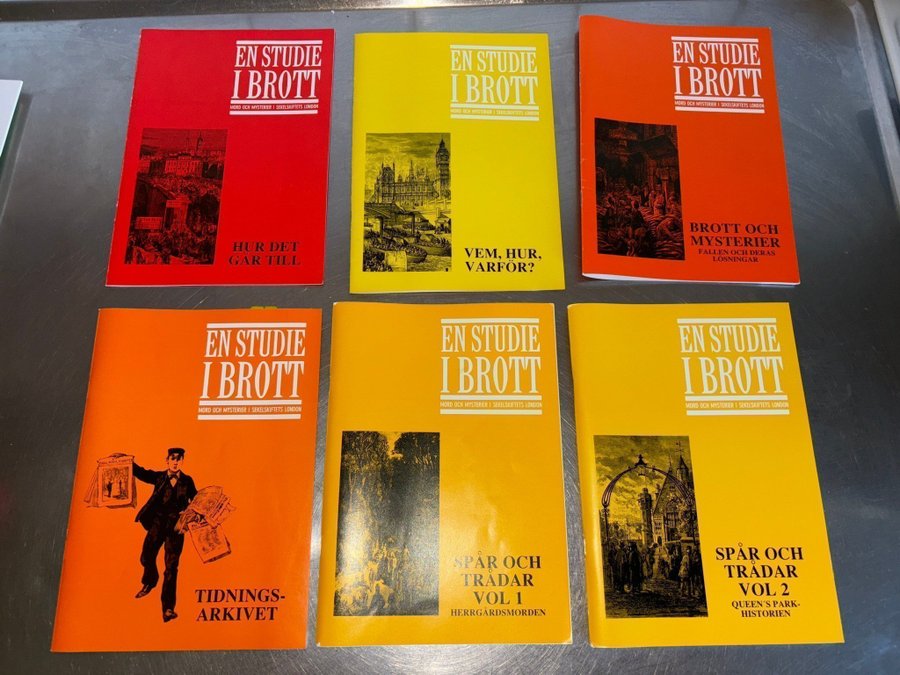 EN STUDIE
I BROTT
MORD OCH MYSTERIER I SEKELSKIFTETS LONDON
HUR DET
GÅR TILL
EN STUDIE
I BROTT
MORD OCH MYSTERIER I SEKELSKIFTETS LONDON
VEM, HUR,
VARFÖR?
EN STUDIE
I BROTT
MORD OCH MYSTERIER I SEKELSKIFTETS LONDON
BROTT OCH
MYSTERIER
FALLEN OCH DERAS
LÖSNINGAR
EN STUDIE
I BROTT
MORD OCH MYSTERIER I SEKELSKIFTETS LONDON
TIDNINGS-
ARKIVET
EN STUDIE
I BROTT
MORD OCH MYSTERIER I SEKELSKIFTETS LONDON
SPÅR OCH
TRÅDAR
VOL 1
HERRGÅRDSMORDEN
EN STUDIE
I BROTT
MORD OCH MYSTERIER I SEKELSKIFTETS LONDON
SPÅR OCH
TRÅDAR
VOL 2
QUEEN'S PARK-
HISTORIEN